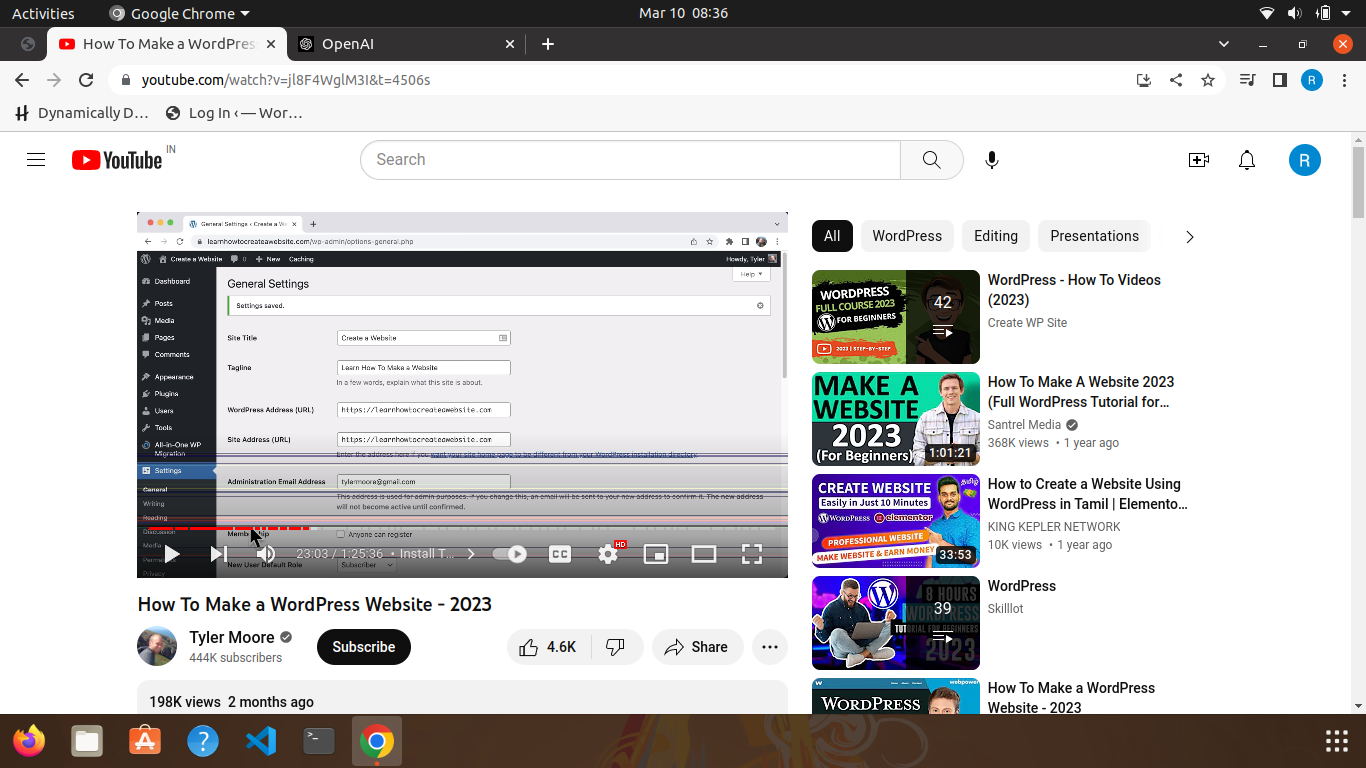 Activities
Google Chrome
Mar 10 08:36
How To Make a WordPres
OpenAI
youtube.com/watch?v=jl8F4WglM3I&t=4506s
R
Dynamically D…
Log In ‹ — Wor…
YouTube IN
Search
R
General Settings ‹ Create a W
learnhowtocreateawebsite.com/wp-admin/options-general.php
Create a Website 0 New Caching
Howdy, Tyler
Dashboard
Posts
Media
Pages
Comments
Appearance
Plugins
Users
Tools
All-in-One WP
Migration
Settings
General
Writing
Reading
Discussion
Media
Privacy
General Settings
Help
Settings saved.
Site Title
Create a Website
Tagline
Learn How To Make a Website
In a few words, explain what this site is about.
WordPress Address (URL)
https://learnhowtocreateawebsite.com
Site Address (URL)
https://learnhowtocreateawebsite.com
Enter the address here if you want your site home page to be different from your WordPress installation directory.
Administration Email Address
tylermoore@gmail.com
This address is used for admin purposes. If you change this, an email will be sent to your new address to confirm it. The new address
will not become active until confirmed.
Anyone can register
New User Default Role
Subscriber
23:03 / 1:25:36 • Install T…
CC
HD
How To Make a WordPress Website - 2023
Tyler Moore
444K subscribers
Subscribe
4.6K
Share
198K views 2 months ago
All
WordPress
Editing
Presentations
WORDPRESS
FULL COURSE 2023
FOR BEGINNERS
2023 | STEP-BY-STEP
42
WordPress - How To Videos
(2023)
Create WP Site
MAKE A
WEBSITE
2023
(For Beginners)
1:01:21
How To Make A Website 2023
(Full WordPress Tutorial for…
Santrel Media
368K views • 1 year ago
CREATE WEBSITE
தமிழ்
Easily in Just 10 Minutes
WORDPRESS
elementor
PROFESSIONAL WEBSITE
MAKE WEBSITE & EARN MONEY
33:53
How to Create a Website Using
WordPress in Tamil | Elemento…
KING KEPLER NETWORK
10K views • 1 year ago
8 HOURS
WORDPRESS
TUTORIAL FOR BEGINNERS
2023
39
WordPress
Skilllot
WORDPRESS
How To Make a WordPress
Website - 2023